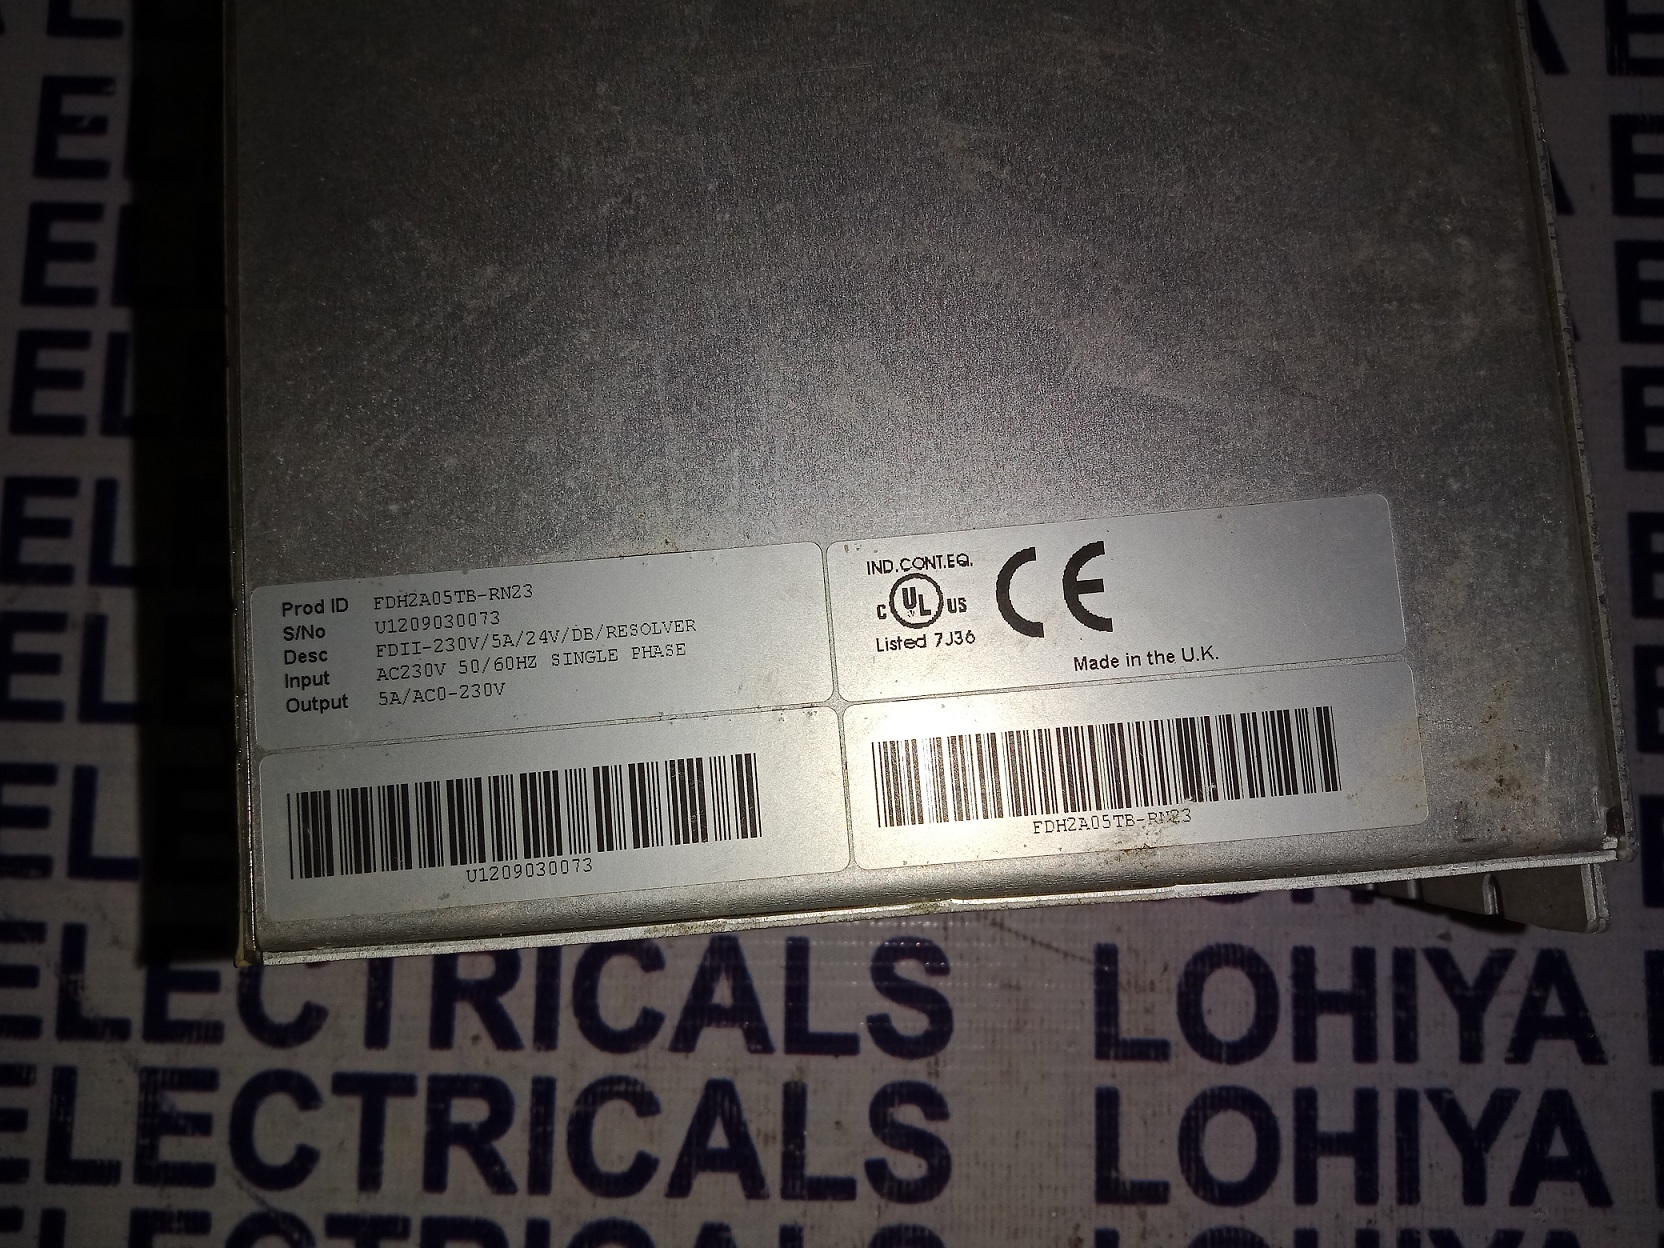 Prod ID FDH2A05TB-RN23
S/No U1209030073
Desc FDII-230V/5A/24V/DB/RESOLVER
Input AC230V 50/60HZ SINGLE PHASE
Output 5A/AC0-230V
IND.CONT.EQ.
C UL US
Listed 7J36
CE
Made in the U.K.
U1209030073
FDH2A05TB-RN23
ELECTRICALS LOHIYA
ELECTRICALS LOHIYA